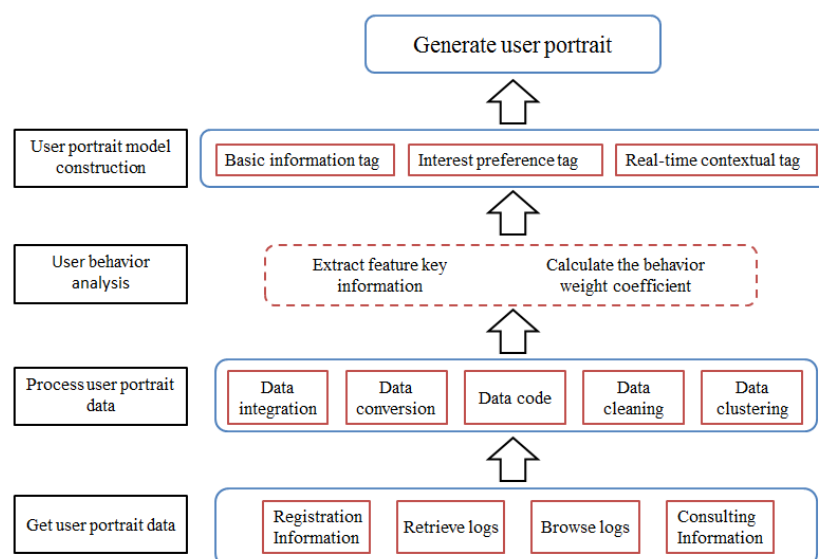 Generate user portrait
User portrait model
construction
Basic information tag
Interest preference tag
Real-time contextual tag
User behavior
analysis
Extract feature key
information
Calculate the behavior
weight coefficient
Process user portrait
data
Data
integration
Data
conversion
Data code
Data
cleaning
Data
clustering
Get user portrait data
Registration
Information
Retrieve logs
Browse logs
Consulting
Information